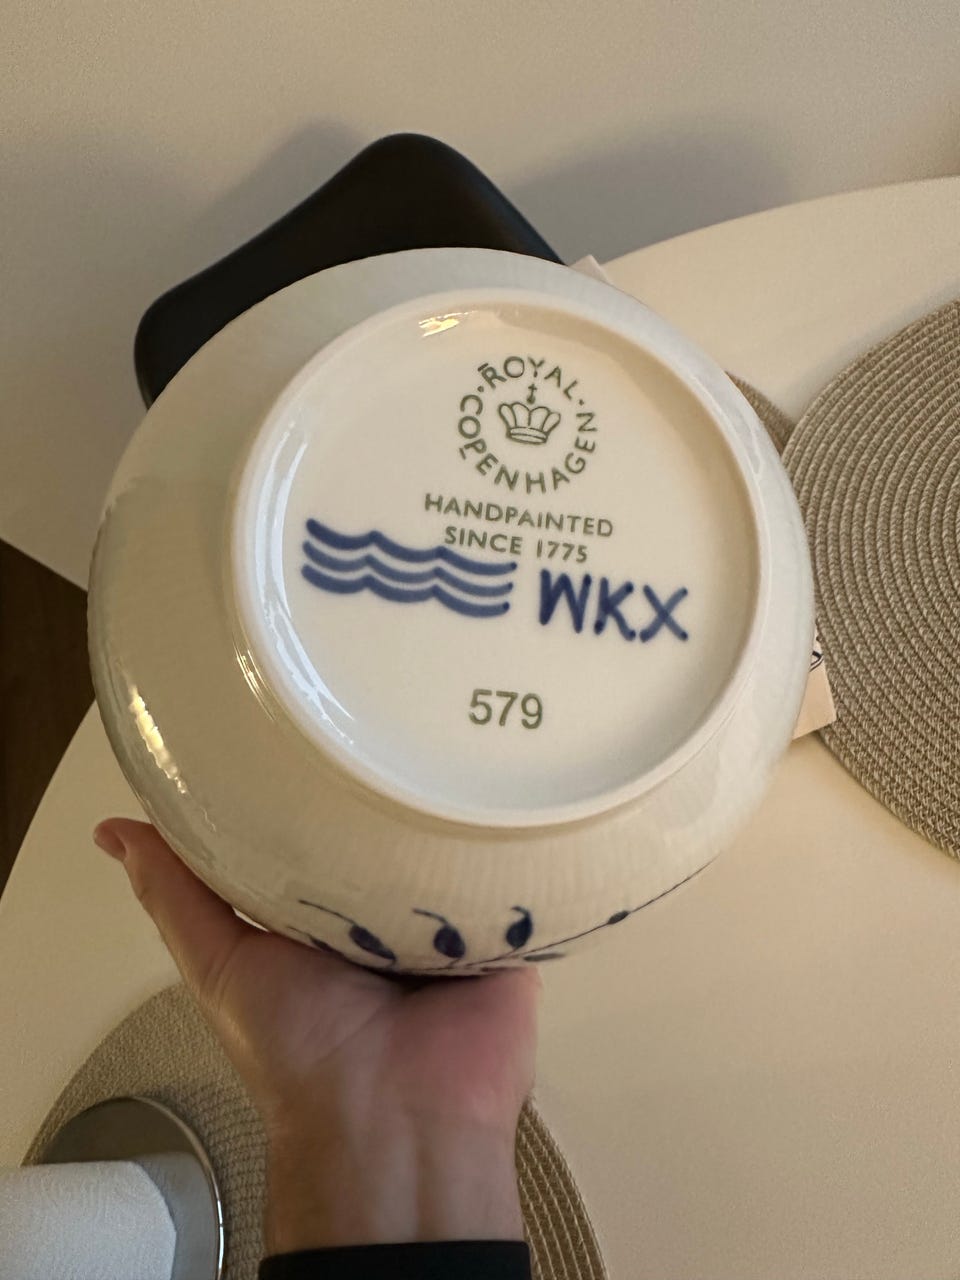 ROYAL · COPENHAGEN ·
HANDPAINTED
SINCE 1775
WKX
579